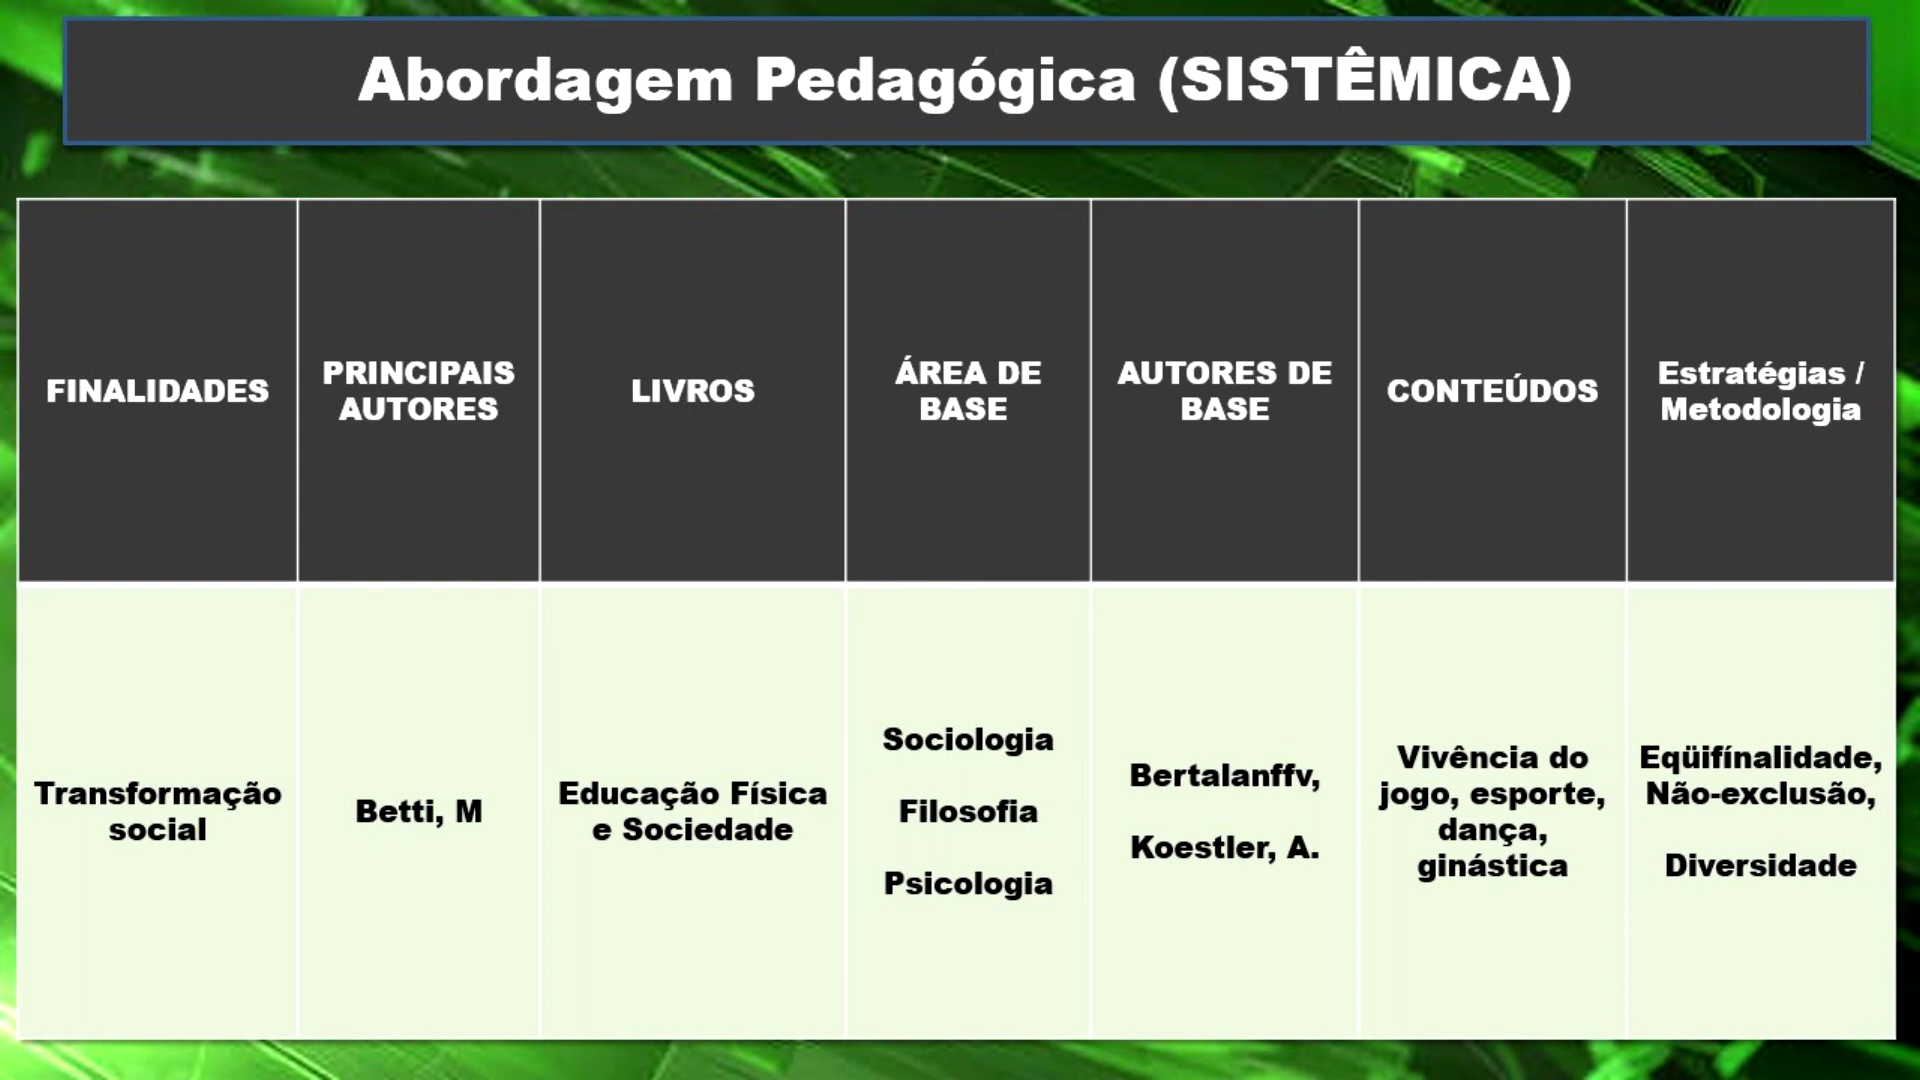 Abordagem Pedagógica (SISTÊMICA)
FINALIDADES
PRINCIPAIS
AUTORES
LIVROS
ÁREA DE
BASE
AUTORES DE
BASE
CONTEÚDOS
Estratégias /
Metodologia
Transformação
social
Betti, M
Educação Física
e Sociedade
Sociologia
Filosofia
Psicologia
Bertalanffv,
Koestler, A.
Vivência do
jogo, esporte,
dança,
ginástica
Eqüifínalidade,
Não-exclusão,
Diversidade